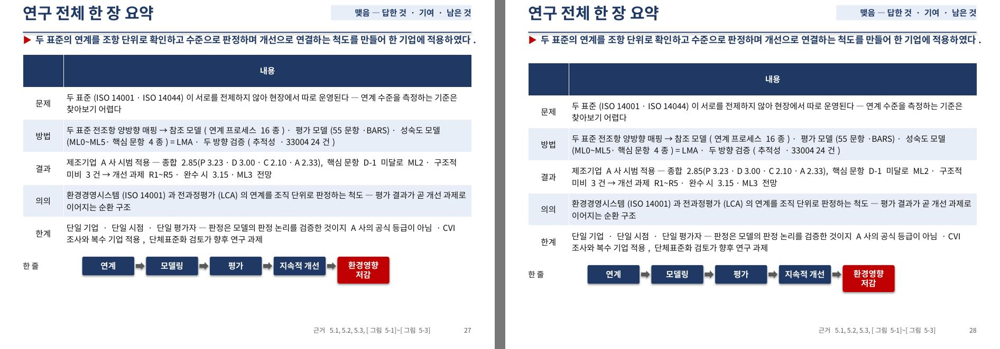 연구 전체 한 장 요약
맺음 — 답한 것 · 기여 · 남은 것
▶ 두 표준의 연계를 조항 단위로 확인하고 수준으로 판정하며 개선으로 연결하는 척도를 만들어 한 기업에 적용하였다 .
내용
문제
두 표준 (ISO 14001 · ISO 14044) 이 서로를 전제하지 않아 현장에서 따로 운영된다 — 연계 수준을 측정하는 기준은
찾아보기 어렵다
방법
두 표준 전조항 양방향 매핑 → 참조 모델 ( 연계 프로세스 16 종 ) · 평가 모델 (55 문항 ·BARS) · 성숙도 모델
(ML0~ML5· 핵심 문항 4 종 ) = LMA · 두 방향 검증 ( 추적성 · 33004 24 건 )
결과
제조기업 A 사 시범 적용 — 종합 2.85(P 3.23 · D 3.00 · C 2.10 · A 2.33), 핵심 문항 D-1 미달로 ML2 · 구조적
미비 3 건 → 개선 과제 R1~R5 · 완수 시 3.15 · ML3 전망
의의
환경경영시스템 (ISO 14001) 과 전과정평가 (LCA) 의 연계를 조직 단위로 판정하는 척도 — 평가 결과가 곧 개선 과제로
이어지는 순환 구조
한계
단일 기업 · 단일 시점 · 단일 평가자 — 판정은 모델의 판정 논리를 검증한 것이지 A 사의 공식 등급이 아님 · CVI
조사와 복수 기업 적용 , 단체표준화 검토가 향후 연구 과제
한 줄
연계
모델링
평가
지속적 개선
환경영향
저감
근거 5.1, 5.2, 5.3, [ 그림 5-1]~[ 그림 5-3]
27
연구 전체 한 장 요약
맺음 — 답한 것 · 기여 · 남은 것
▶ 두 표준의 연계를 조항 단위로 확인하고 수준으로 판정하며 개선으로 연결하는 척도를 만들어 한 기업에 적용하였다 .
내용
문제
두 표준 (ISO 14001 · ISO 14044) 이 서로를 전제하지 않아 현장에서 따로 운영된다 — 연계 수준을 측정하는 기준은
찾아보기 어렵다
방법
두 표준 전조항 양방향 매핑 → 참조 모델 ( 연계 프로세스 16 종 ) · 평가 모델 (55 문항 ·BARS) · 성숙도 모델
(ML0~ML5· 핵심 문항 4 종 ) = LMA · 두 방향 검증 ( 추적성 · 33004 24 건 )
결과
제조기업 A 사 시범 적용 — 종합 2.85(P 3.23 · D 3.00 · C 2.10 · A 2.33), 핵심 문항 D-1 미달로 ML2 · 구조적
미비 3 건 → 개선 과제 R1~R5 · 완수 시 3.15 · ML3 전망
의의
환경경영시스템 (ISO 14001) 과 전과정평가 (LCA) 의 연계를 조직 단위로 판정하는 척도 — 평가 결과가 곧 개선 과제로
이어지는 순환 구조
한계
단일 기업 · 단일 시점 · 단일 평가자 — 판정은 모델의 판정 논리를 검증한 것이지 A 사의 공식 등급이 아님 · CVI
조사와 복수 기업 적용 , 단체표준화 검토가 향후 연구 과제
한 줄
연계
모델링
평가
지속적 개선
환경영향
저감
근거 5.1, 5.2, 5.3, [ 그림 5-1]~[ 그림 5-3]
28